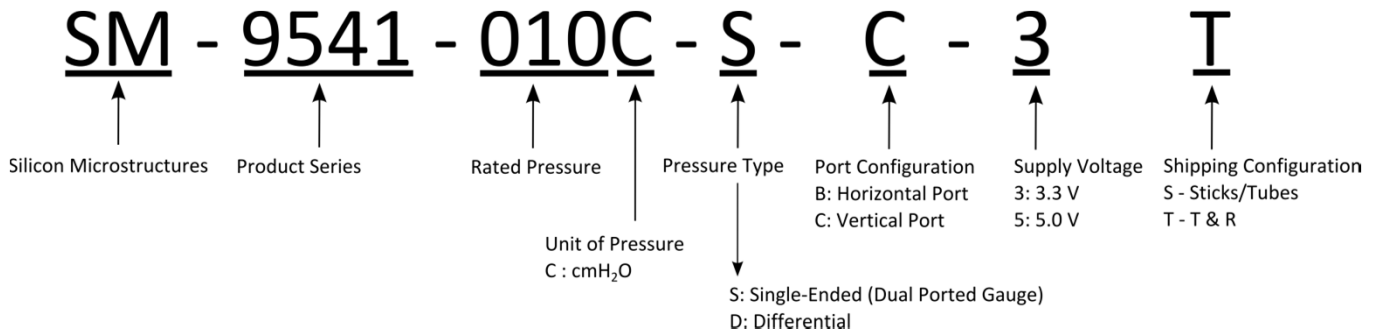 SM - 9541 - 010C - S - C - 3 T
Silicon Microstructures
Product Series
Rated Pressure
Unit of Pressure
C : cmH₂O
Pressure Type
S: Single-Ended (Dual Ported Gauge)
D: Differential
Port Configuration
B: Horizontal Port
C: Vertical Port
Supply Voltage
3: 3.3 V
5: 5.0 V
Shipping Configuration
S - Sticks/Tubes
T - T & R